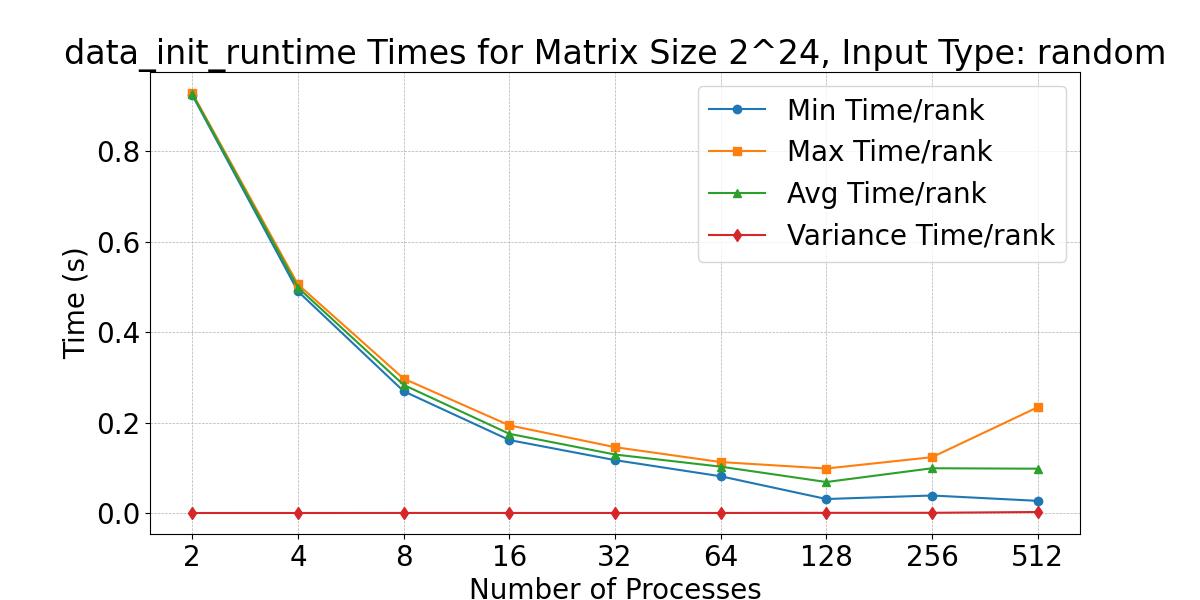 data_init_runtime Times for Matrix Size 2^24, Input Type: random
Min Time/rank
Max Time/rank
Avg Time/rank
Variance Time/rank
Time (s)
0.8
0.6
0.4
0.2
0.0
2 4 8 16 32 64 128 256 512
Number of Processes